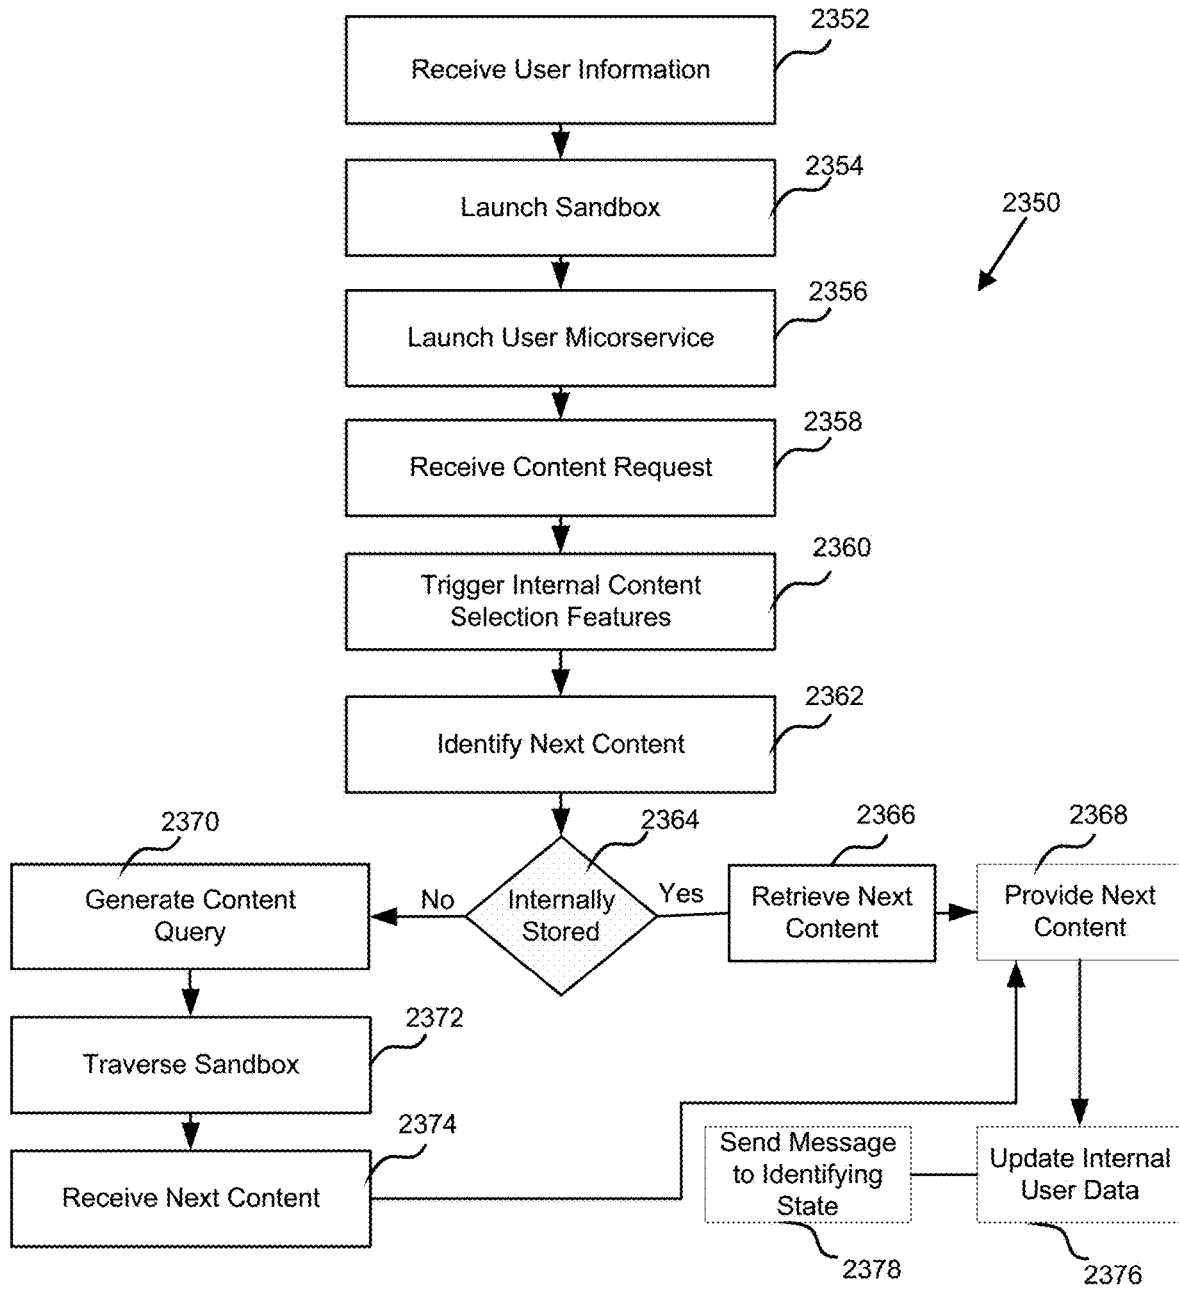 2352
Receive User Information
2354
Launch Sandbox
2350
2356
Launch User Micorservice
2358
Receive Content Request
2360
Trigger Internal Content
Selection Features
2362
Identify Next Content
2364
Internally
Stored
No
Yes
2366
Retrieve Next
Content
2368
Provide Next
Content
2370
Generate Content
Query
2372
Traverse Sandbox
2374
Receive Next Content
Update Internal
User Data
2376
Send Message
to Identifying
State
2378